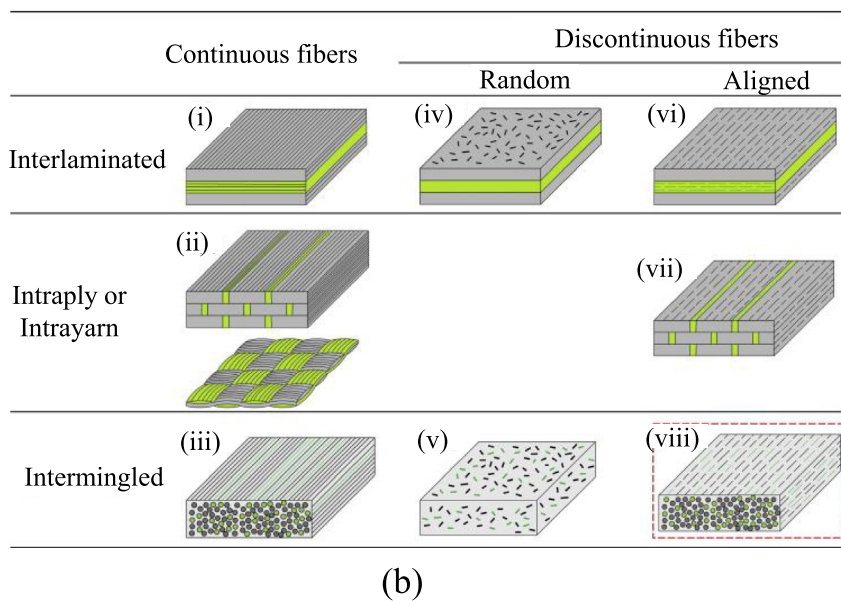 Continuous fibers
Discontinuous fibers
Random
Aligned
Interlaminated
(i)
(iv)
(vi)
Intraply or
Intrayarn
(ii)
(vii)
Intermingled
(iii)
(v)
(viii)
(b)